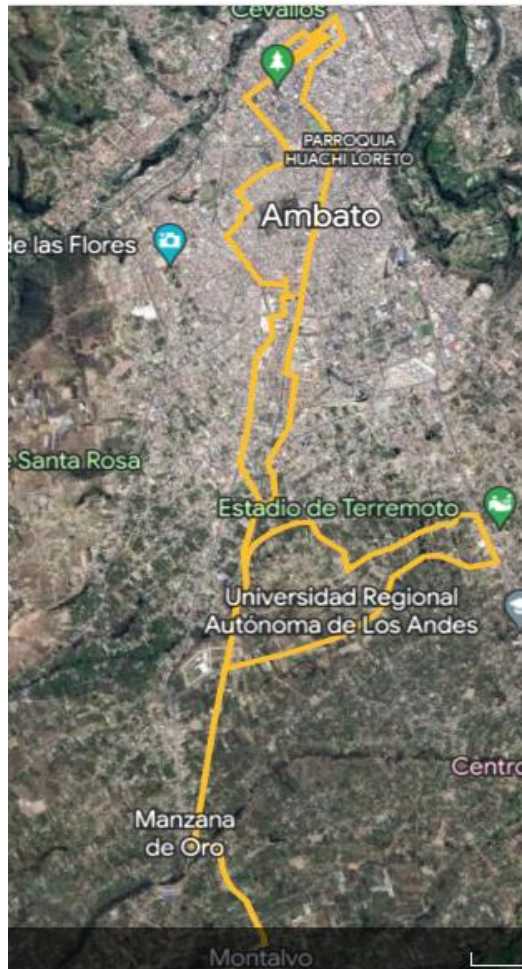 Cevallos
PARROQUIA
HUACHI LORETO
Ambato
de las Flores
Santa Rosa
Estadio de Terremoto
Universidad Regional
Autónoma de Los Andes
Centro
Manzana
de Oro
Montalvo